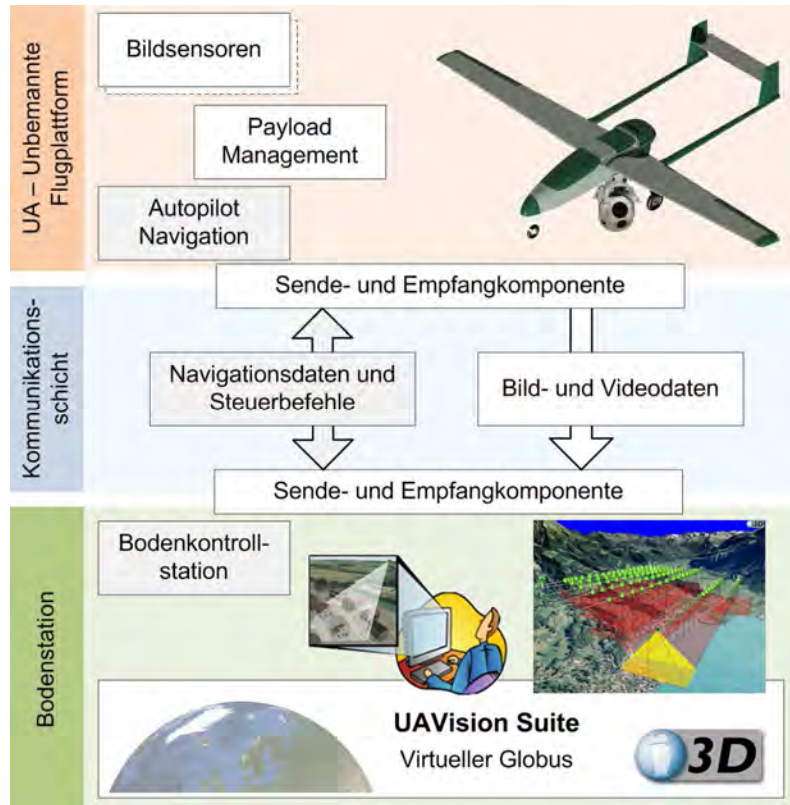 UA – Unbemannte
Flugplattform
Bildsensoren
Payload
Management
Autopilot
Navigation
Sende- und Empfangkomponente
Kommunikations-
schicht
Navigationsdaten und
Steuerbefehle
Bild- und Videodaten
Sende- und Empfangkomponente
Bodenstation
Bodenkontroll-
station
3D
UAVision Suite
Virtueller Globus
i3D